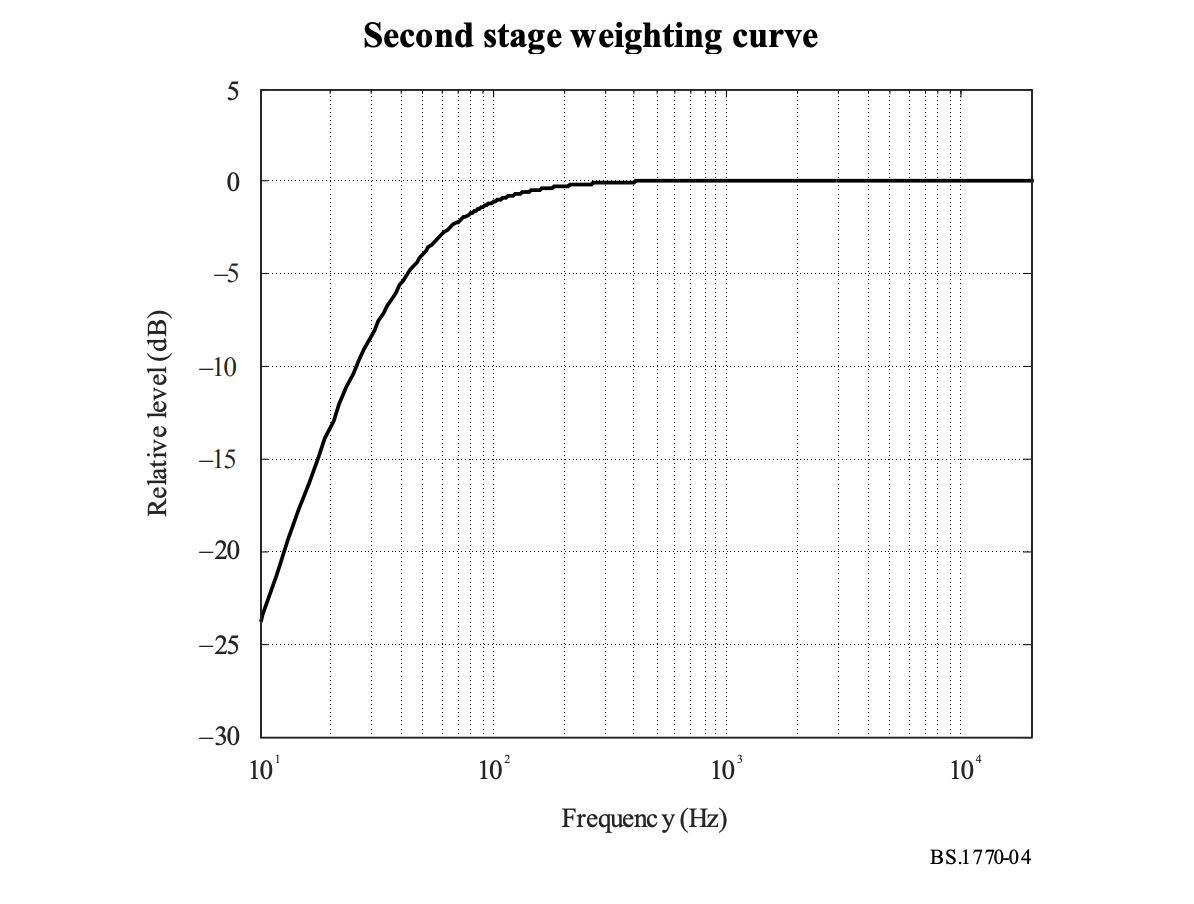 Second stage weighting curve
5
0
–5
–10
–15
–20
–25
–30
Relative level (dB)
10¹ 10² 10³ 10⁴
Frequency (Hz)
BS.1770-04